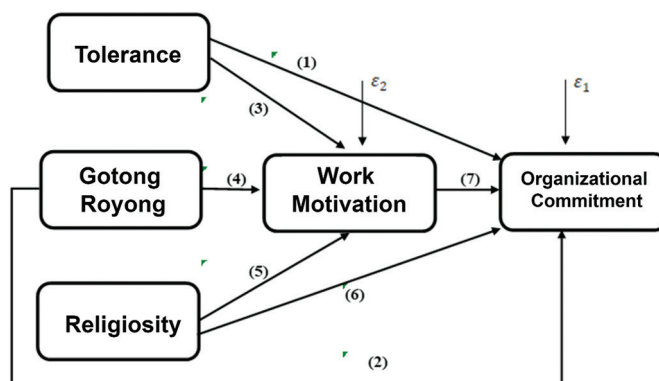 Tolerance
(1)
ε₂
ε₁
(3)
Gotong
Royong
(4)
Work
Motivation
(7)
Organizational
Commitment
(5)
(6)
Religiosity
(2)